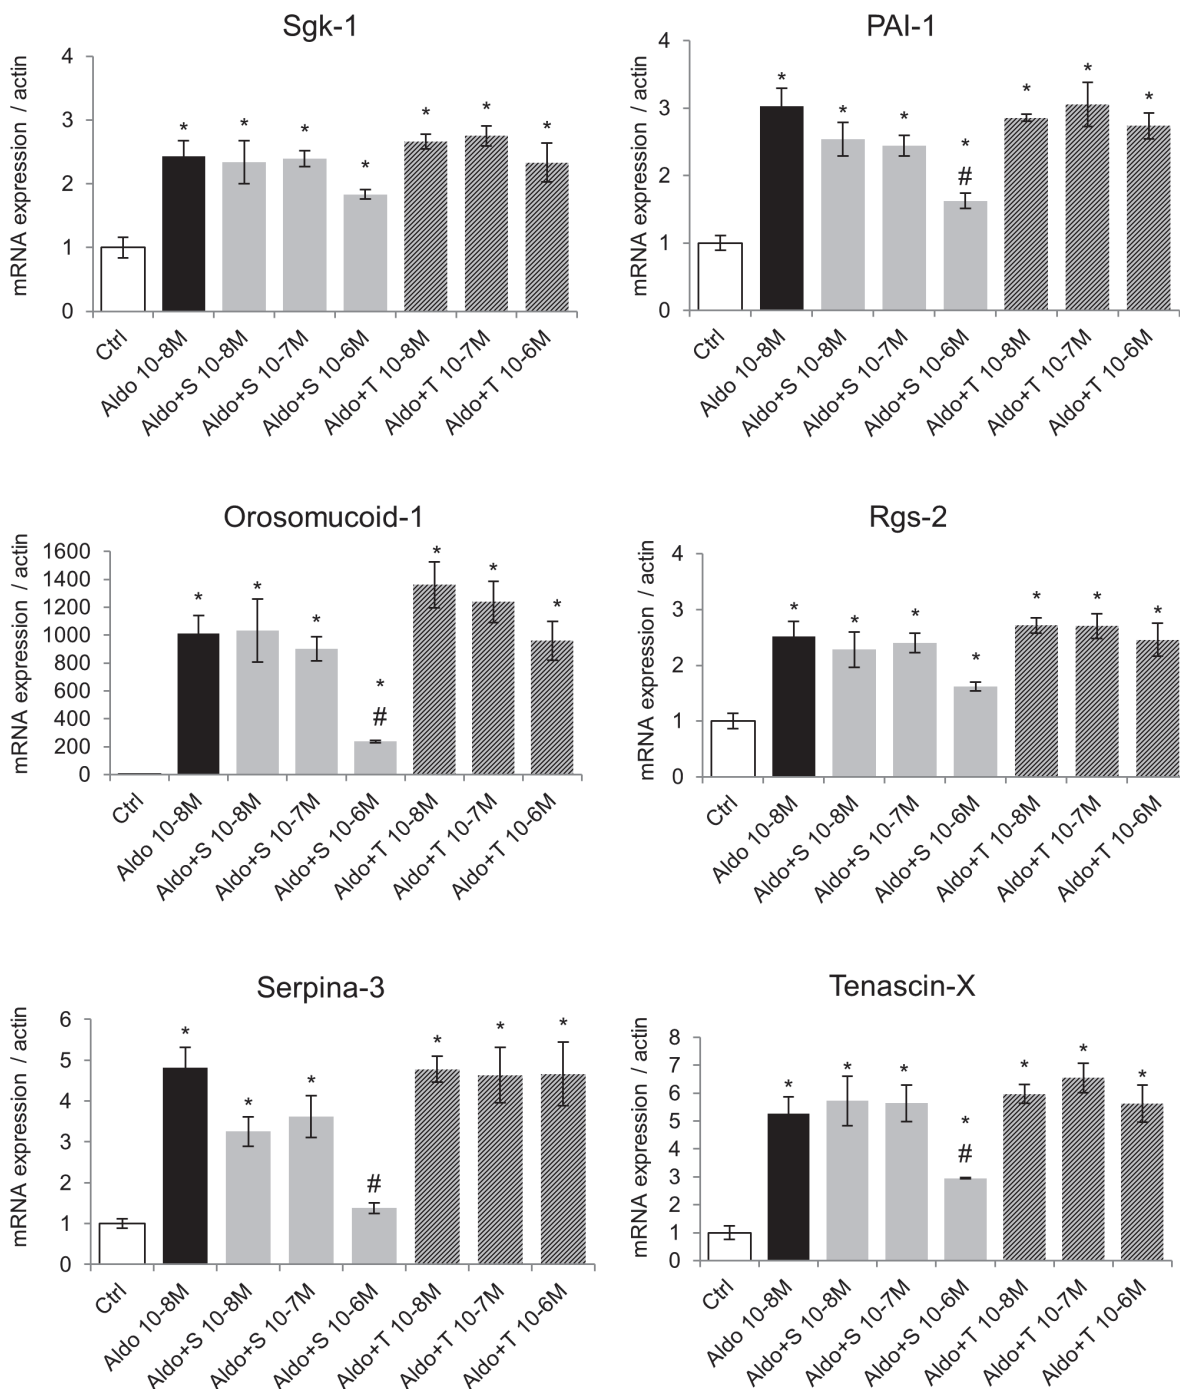 Sgk-1
mRNA expression / actin
4
3
2
1
0
* * * * * * *
Ctrl
Aldo 10-8M
Aldo+S 10-8M
Aldo+S 10-7M
Aldo+S 10-6M
Aldo+T 10-8M
Aldo+T 10-7M
Aldo+T 10-6M
PAI-1
mRNA expression / actin
4
3
2
1
0
* * * * * * *
#
Ctrl
Aldo 10-8M
Aldo+S 10-8M
Aldo+S 10-7M
Aldo+S 10-6M
Aldo+T 10-8M
Aldo+T 10-7M
Aldo+T 10-6M
Orosomucoid-1
mRNA expression / actin
1600
1400
1200
1000
800
600
400
200
0
* * * * * * *
#
Ctrl
Aldo 10-8M
Aldo+S 10-8M
Aldo+S 10-7M
Aldo+S 10-6M
Aldo+T 10-8M
Aldo+T 10-7M
Aldo+T 10-6M
Rgs-2
mRNA expression / actin
4
3
2
1
0
* * * * * * *
Ctrl
Aldo 10-8M
Aldo+S 10-8M
Aldo+S 10-7M
Aldo+S 10-6M
Aldo+T 10-8M
Aldo+T 10-7M
Aldo+T 10-6M
Serpina-3
mRNA expression / actin
6
5
4
3
2
1
0
* * * # * * *
Ctrl
Aldo 10-8M
Aldo+S 10-8M
Aldo+S 10-7M
Aldo+S 10-6M
Aldo+T 10-8M
Aldo+T 10-7M
Aldo+T 10-6M
Tenascin-X
mRNA expression / actin
8
7
6
5
4
3
2
1
0
* * * * * * *
#
Ctrl
Aldo 10-8M
Aldo+S 10-8M
Aldo+S 10-7M
Aldo+S 10-6M
Aldo+T 10-8M
Aldo+T 10-7M
Aldo+T 10-6M